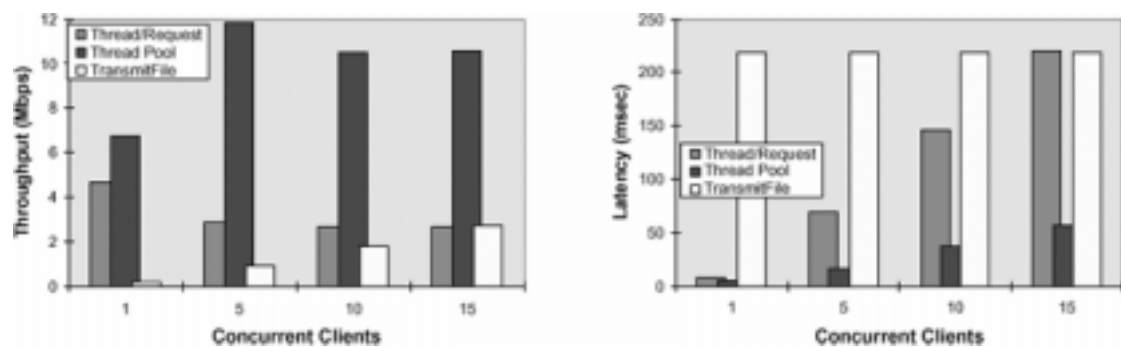 12
10
8
6
4
2
0
Throughput (Mbps)
Thread/Request
Thread Pool
TransmitFile
1 5 10 15
Concurrent Clients
250
200
150
100
50
0
Latency (msec)
Thread/Request
Thread Pool
TransmitFile
1 5 10 15
Concurrent Clients